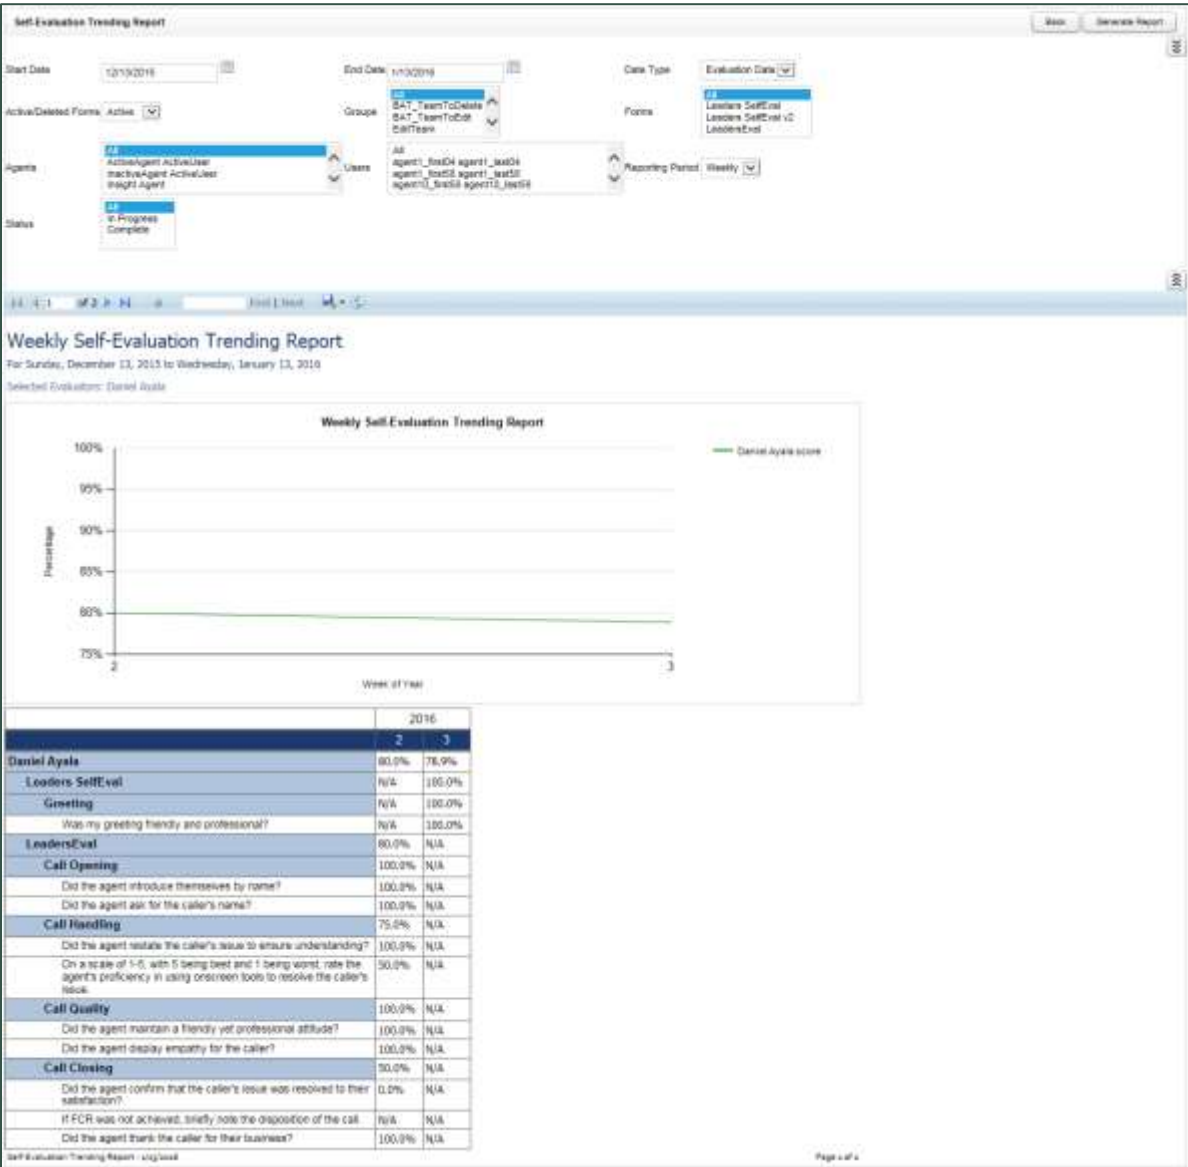 Self-Evaluation Trending Report
Back Generate Report
Start Date 12/13/2015 End Date 1/13/2016 Date Type Evaluation Date
Active/Deleted Forms Active Groups All
BAT_TeamToDelete
BAT_TeamToEdit
EditTeam
Forms All
Leaders SelfEval
Leaders SelfEval v2
LeadersEval
Agents All
ActiveAgent ActiveUser
InactiveAgent ActiveUser
Insight Agent
Users All
agent1_first04 agent1_last04
agent1_first58 agent1_last58
agent10_first58 agent10_last58
Reporting Period Weekly
Status All
In Progress
Complete
1 of 2 Find | Next
Weekly Self-Evaluation Trending Report
For Sunday, December 13, 2015 to Wednesday, January 13, 2016
Selected Evaluators: Daniel Ayala
Weekly Self-Evaluation Trending Report
100%
95%
90%
85%
80%
75%
Percentage
2 3
Week of Year
Daniel Ayala score
2016
2 3
Daniel Ayala 80.0% 78.9%
Leaders SelfEval N/A 100.0%
Greeting N/A 100.0%
Was my greeting friendly and professional? N/A 100.0%
LeadersEval 80.0% N/A
Call Opening 100.0% N/A
Did the agent introduce themselves by name? 100.0% N/A
Did the agent ask for the caller's name? 100.0% N/A
Call Handling 75.0% N/A
Did the agent restate the caller's issue to ensure understanding? 100.0% N/A
On a scale of 1-5, with 5 being best and 1 being worst, rate the 50.0% N/A
agent's proficiency in using onscreen tools to resolve the caller's
issue.
Call Quality 100.0% N/A
Did the agent maintain a friendly yet professional attitude? 100.0% N/A
Did the agent display empathy for the caller? 100.0% N/A
Call Closing 50.0% N/A
Did the agent confirm that the caller's issue was resolved to their 0.0% N/A
satisfaction?
If FCR was not achieved, briefly note the disposition of the call. N/A N/A
Did the agent thank the caller for their business? 100.0% N/A
Self-Evaluation Trending Report -
Page 1 of